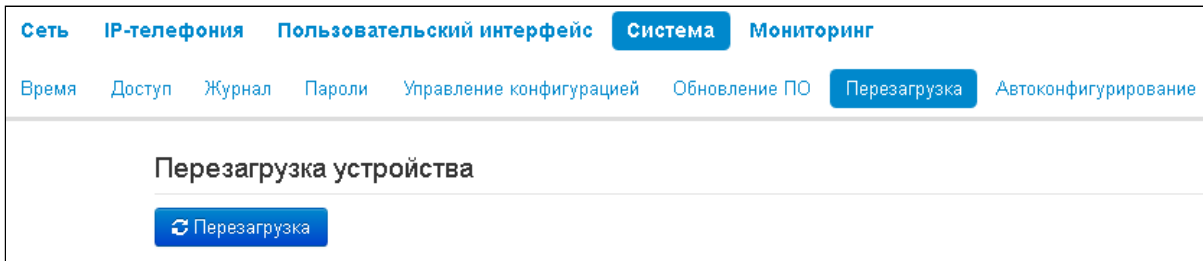 Сеть IP-телефония Пользовательский интерфейс Система Мониторинг
Время Доступ Журнал Пароли Управление конфигурацией Обновление ПО Перезагрузка Автоконфигурирование
Перезагрузка устройства
Перезагрузка